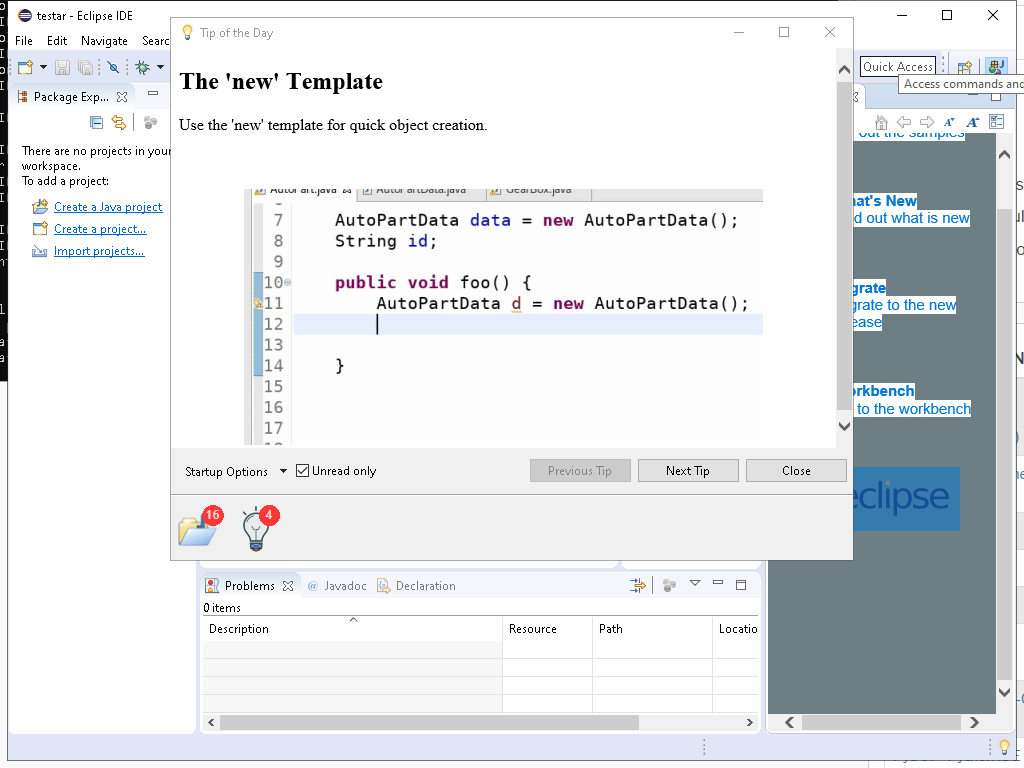 testar - Eclipse IDE
File Edit Navigate Searc
Tip of the Day
Quick Access
Access commands and
Package Exp...
The 'new' Template
Use the 'new' template for quick object creation.
There are no projects in your
workspace.
To add a project:
Create a Java project
Create a project...
Import projects...
AutoPart.java AutoPartData.java GearBox.java
7 AutoPartData data = new AutoPartData();
8 String id;
9
10 public void foo() {
11 AutoPartData d = new AutoPartData();
12
13
14 }
15
16
17
18
out the samples
at's New
d out what is new
grate
grate to the new
ease
orkbench
to the workbench
eclipse
Startup Options Unread only Previous Tip Next Tip Close
16 4
Problems @ Javadoc Declaration
0 items
Description Resource Path Locatio